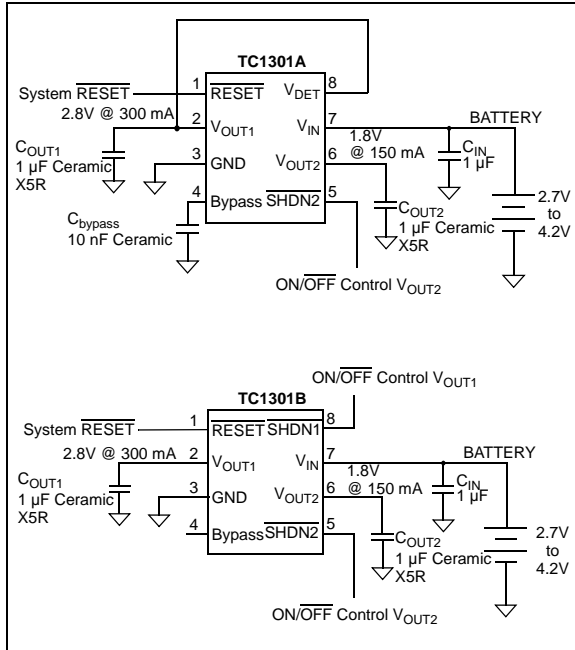 TC1301A
System RESET
1
RESET
VDET
8
2.8V @ 300 mA
2
VOUT1
VIN
7
BATTERY
COUT1
1 µF Ceramic
X5R
3
GND
VOUT2
6
1.8V
@ 150 mA
CIN
1 µF
4
Bypass
SHDN2
5
Cbypass
10 nF Ceramic
COUT2
1 µF Ceramic
X5R
2.7V
to
4.2V
ON/OFF Control VOUT2
ON/OFF Control VOUT1
TC1301B
System RESET
1
RESET
SHDN1
8
2.8V @ 300 mA
2
VOUT1
VIN
7
BATTERY
COUT1
1 µF Ceramic
X5R
3
GND
VOUT2
6
1.8V
@ 150 mA
CIN
1 µF
4
Bypass
SHDN2
5
COUT2
1 µF Ceramic
X5R
2.7V
to
4.2V
ON/OFF Control VOUT2